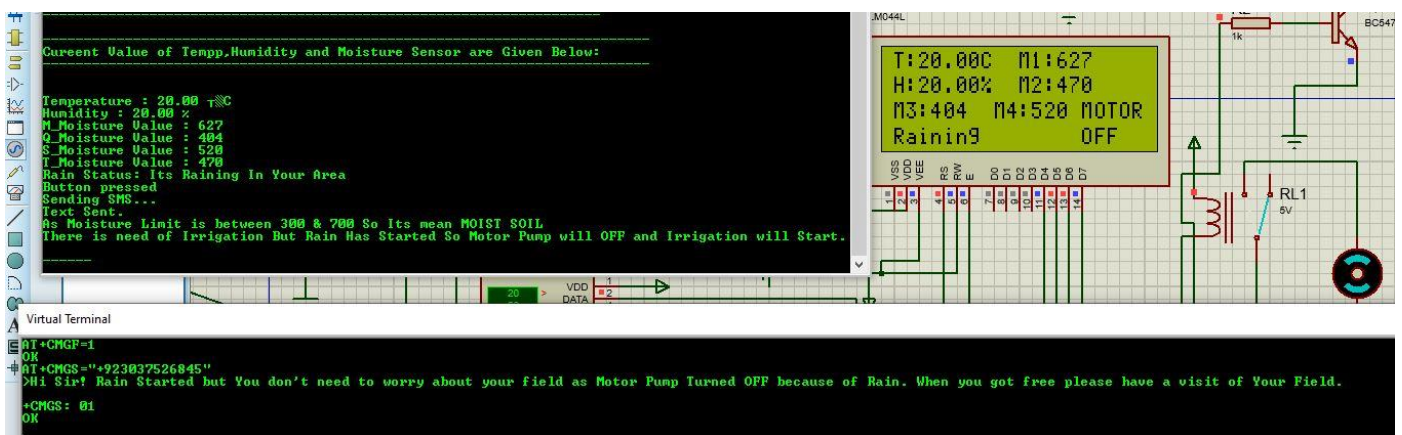 Cureent Value of Tempp,Humidity and Moisture Sensor are Given Below:
Temperature : 20.00 ┬░C
Humidity : 20.00 %
M_Moisture Value : 627
Q_Moisture Value : 404
S_Moisture Value : 520
T_Moisture Value : 470
Rain Status: Its Raining In Your Area
Button pressed
Sending SMS...
Text Sent.
As Moisture Limit is between 300 & 700 So Its mean MOIST SOIL
There is need of Irrigation But Rain Has Started So Motor Pump will OFF and Irrigation will Start.
.M044L
T:20.00C M1:627
H:20.00% M2:470
M3:404 M4:520 MOTOR
Raining OFF
VSS VDD VEE RS RW E D0 D1 D2 D3 D4 D5 D6 D7
1 2 3 4 5 6 7 8 9 10 11 12 13 14
1k
BC547
RL1
5V
20 >
VDD 1
DATA 2
A
Virtual Terminal
AT+CMGF=1
OK
AT+CMGS="+923037526845"
>Hi Sir! Rain Started but You don't need to worry about your field as Motor Pump Turned OFF because of Rain. When you got free please have a visit of Your Field.
+CMGS: 01
OK